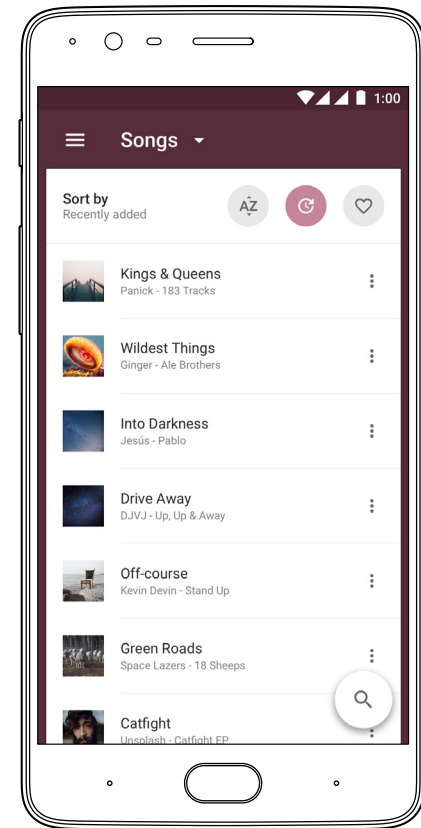 1:00
Songs
Sort by
Recently added
AZ
Kings & Queens
Panick - 183 Tracks
Wildest Things
Ginger - Ale Brothers
Into Darkness
Jesús - Pablo
Drive Away
DJVJ - Up, Up & Away
Off-course
Kevin Devin - Stand Up
Green Roads
Space Lazers - 18 Sheeps
Catfight
Unsplash - Catfight EP